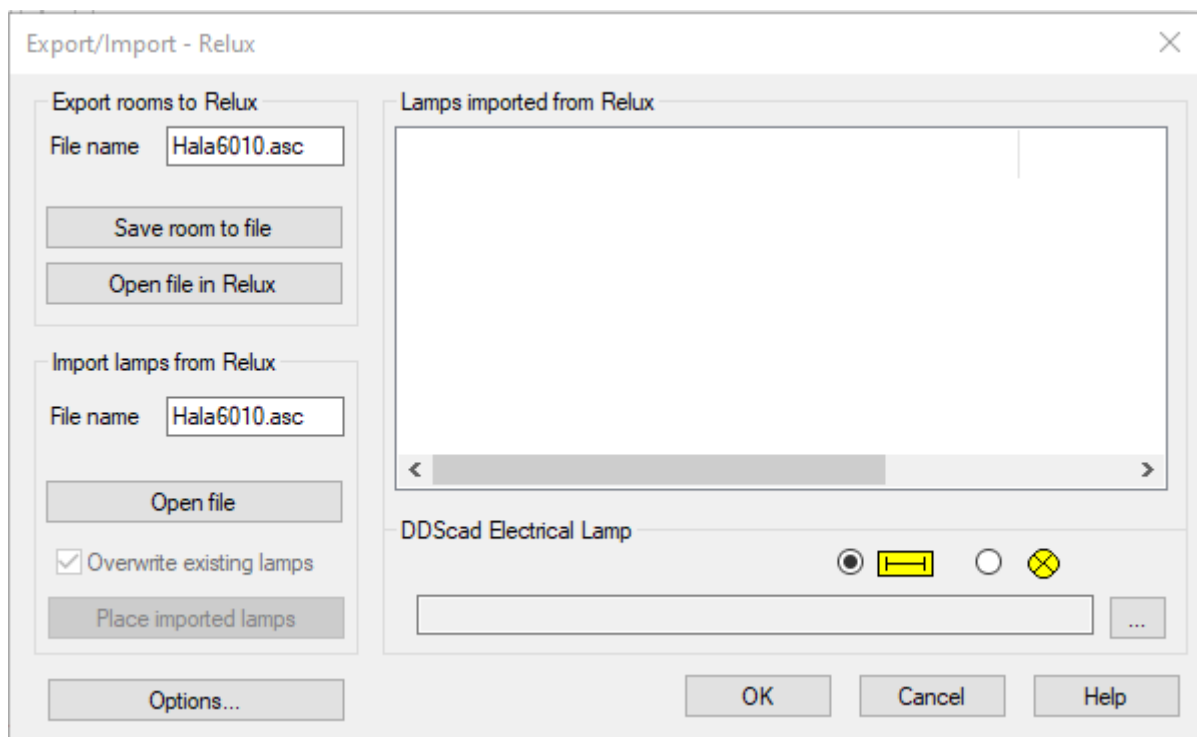 Export/Import - Relux
Export rooms to Relux
File name Hala6010.asc
Save room to file
Open file in Relux
Import lamps from Relux
File name Hala6010.asc
Open file
Overwrite existing lamps
Place imported lamps
Options...
Lamps imported from Relux
DDScad Electrical Lamp
...
OK Cancel Help